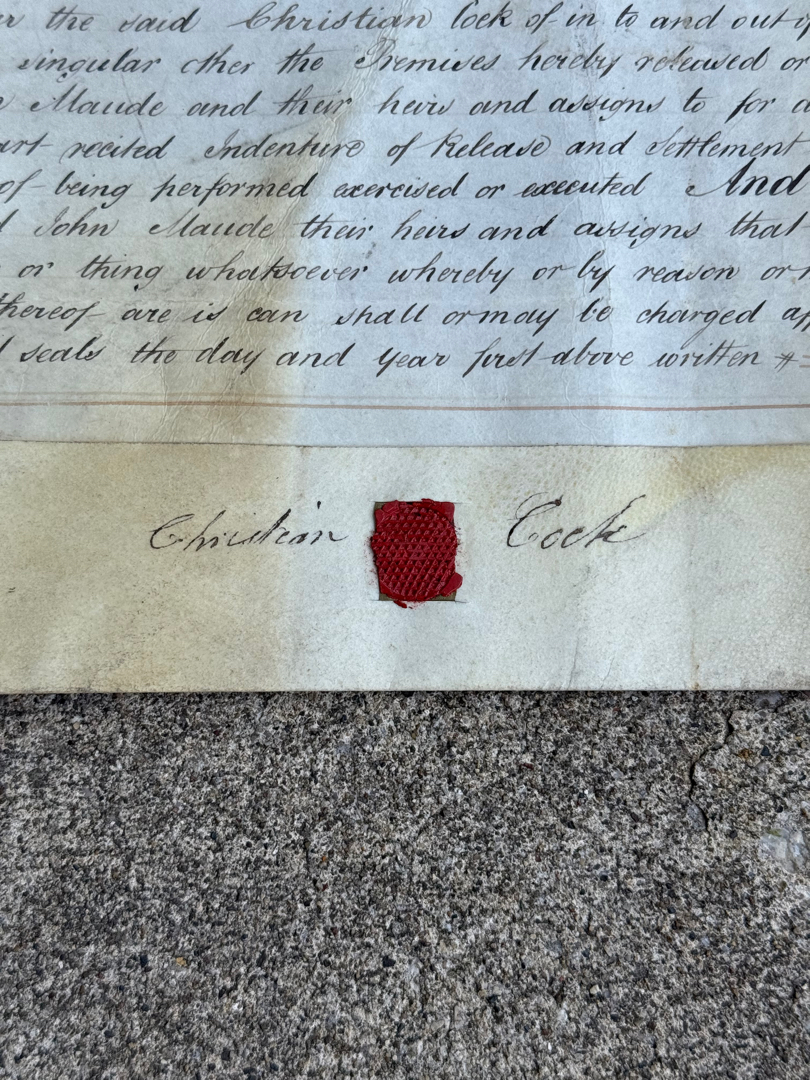 the said Christian Cock of in to and out
singular other the Premises hereby released or
Maude and their heirs and assigns to for
recited Indenture of Release and Settlement
of being performed exercised or executed And
John Maude their heirs and assigns that
or thing whatsoever whereby or by reason or
thereof are is can shall or may be charged
seals the day and year first above written
Christian Cock